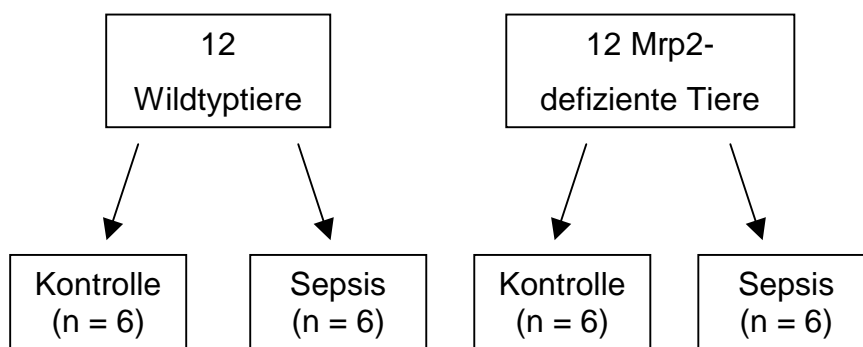 12
Wildtyptiere
12 Mrp2-
defiziente Tiere
Kontrolle
(n = 6)
Sepsis
(n = 6)
Kontrolle
(n = 6)
Sepsis
(n = 6)